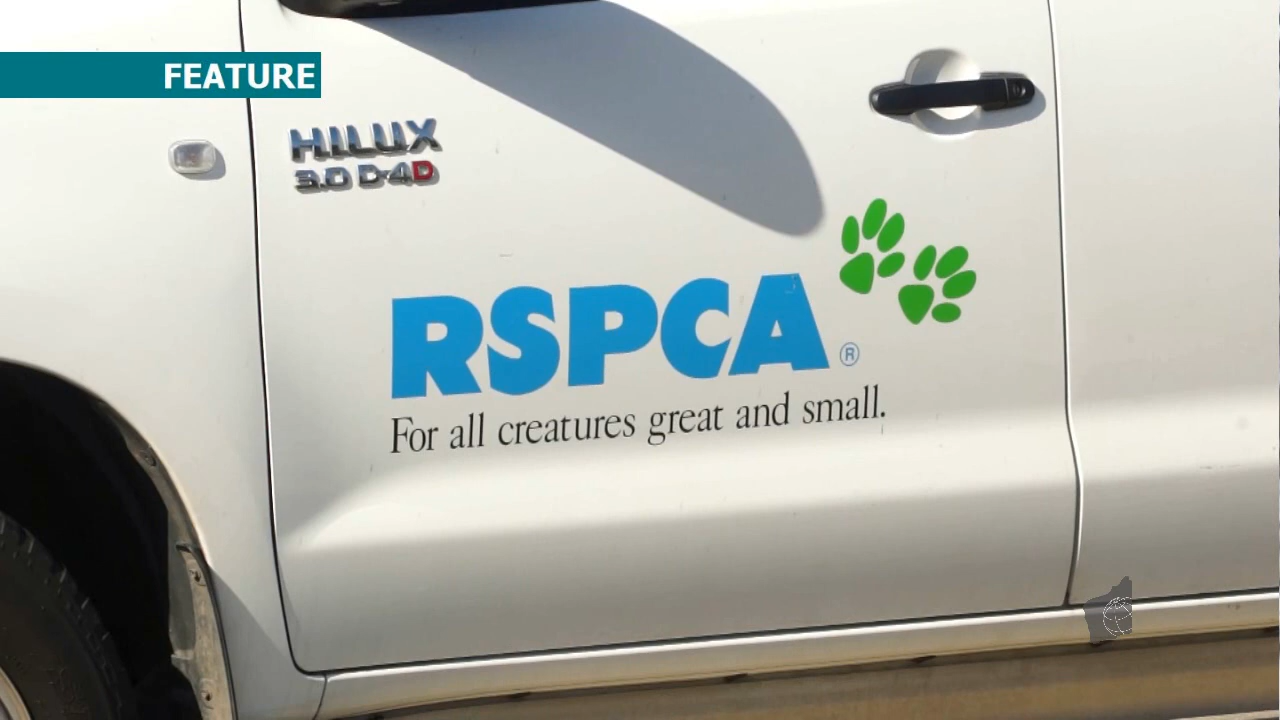 FEATURE
HILUX
3.0 D-4D
RSPCA ®
For all creatures great and small.